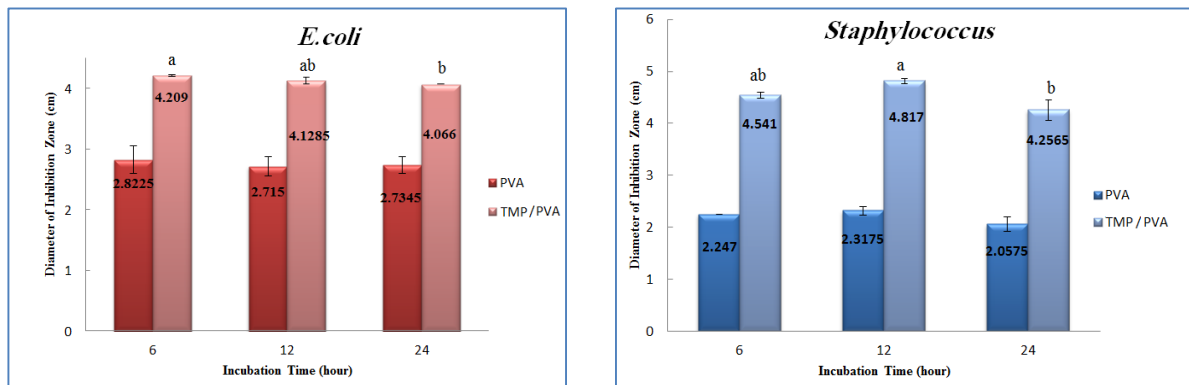 E.coli
Diameter of Inhibition Zone (cm)
4
3
2
1
0
a
ab
b
4.209
4.1285
4.066
2.8225
2.715
2.7345
PVA
TMP / PVA
6
12
24
Incubation Time (hour)
Staphylococcus
Diameter of Inhibition Zone (cm)
6
5
4
3
2
1
0
ab
a
b
4.541
4.817
4.2565
2.247
2.3175
2.0575
PVA
TMP / PVA
6
12
24
Incubation Time (hour)